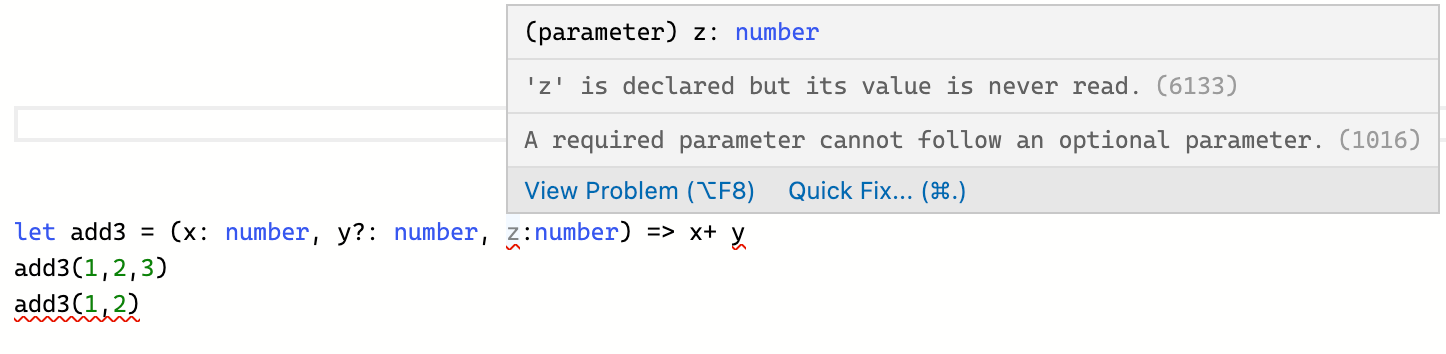 (parameter) z: number
'z' is declared but its value is never read. (6133)
A required parameter cannot follow an optional parameter. (1016)
View Problem (⌥F8) Quick Fix... (⌘.)
let add3 = (x: number, y?: number, z:number) => x+ y
add3(1,2,3)
add3(1,2)